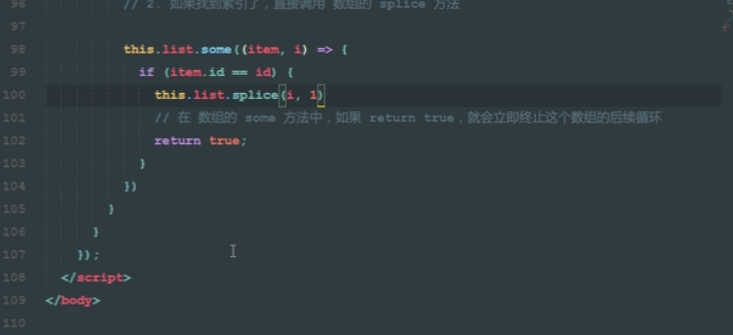 96 // 2. 如果找到索引了，直接调用 数组的 splice 方法
97
98 this.list.some((item, i) => {
99 if (item.id == id) {
100 this.list.splice(i, 1)
101 // 在 数组的 some 方法中，如果 return true，就会立即终止这个数组的后续循环
102 return true;
103 }
104 })
105 }
106 }
107 });
108 </script>
109 </body>
110